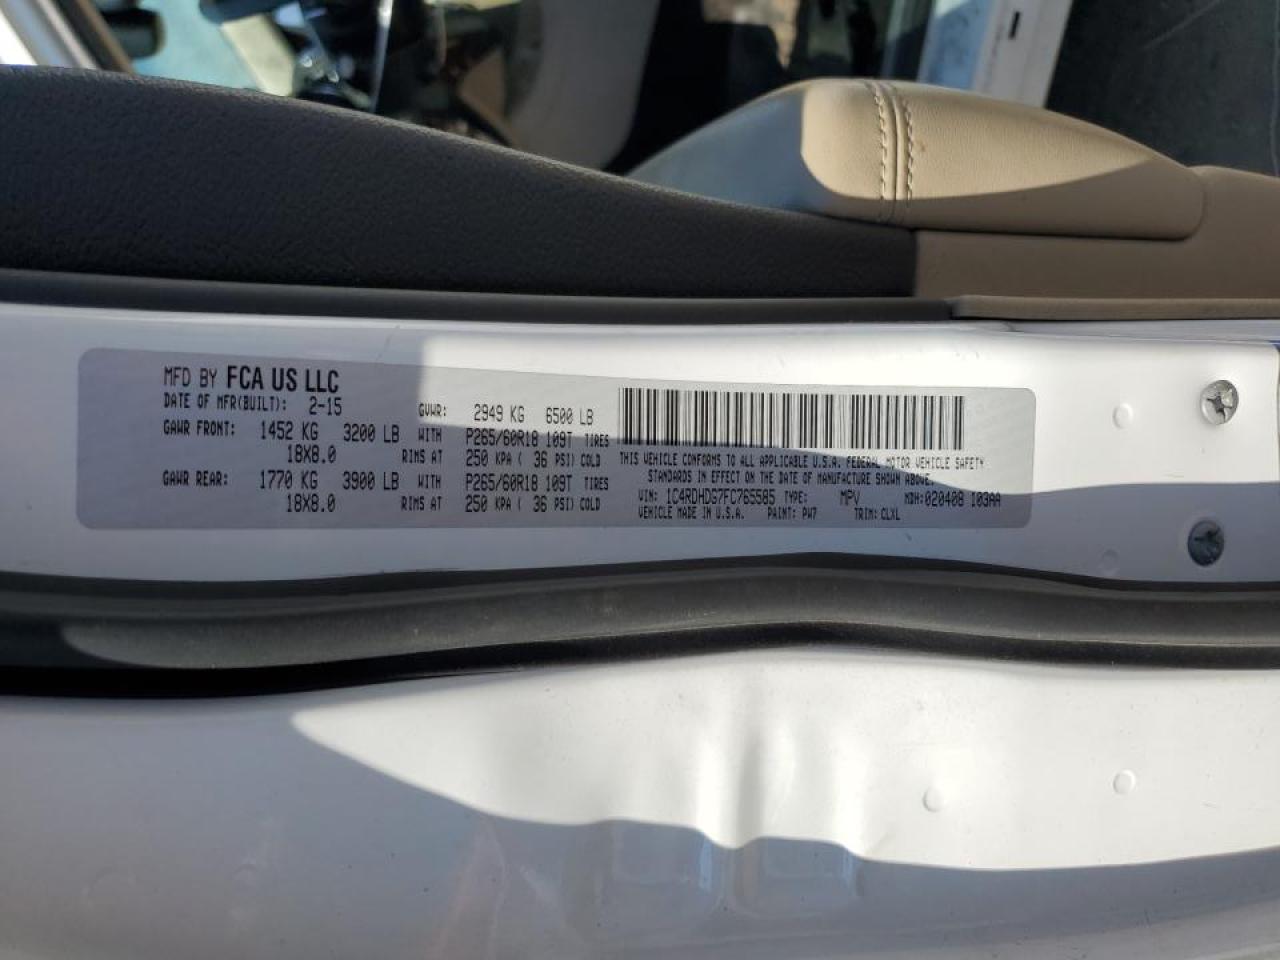 MFD BY FCA US LLC
DATE OF MFR(BUILT): 2-15 GVWR: 2949 KG 6500 LB
GAWR FRONT: 1452 KG 3200 LB WITH P265/60R18 109T TIRES
18X8.0 RIMS AT 250 KPA ( 36 PSI) COLD
GAWR REAR: 1770 KG 3900 LB WITH P265/60R18 109T TIRES
18X8.0 RIMS AT 250 KPA ( 36 PSI) COLD
THIS VEHICLE CONFORMS TO ALL APPLICABLE U.S.A. FEDERAL MOTOR VEHICLE SAFETY
STANDARDS IN EFFECT ON THE DATE OF MANUFACTURE SHOWN ABOVE.
VIN: 1C4RDHDG7FC765585 TYPE: MPV MDH:020408 103AA
VEHICLE MADE IN U.S.A. PAINT: PW7 TRIM: CLXL